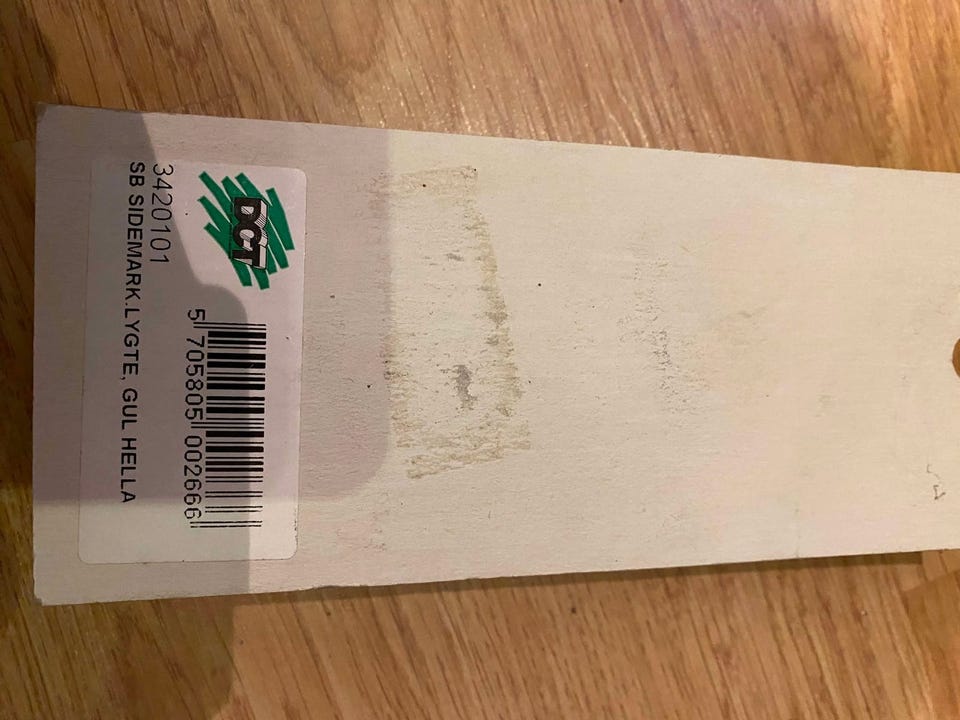 DCT
5 705805 002666
3420101
SB SIDEMARK.LYGTE, GUL HELLA